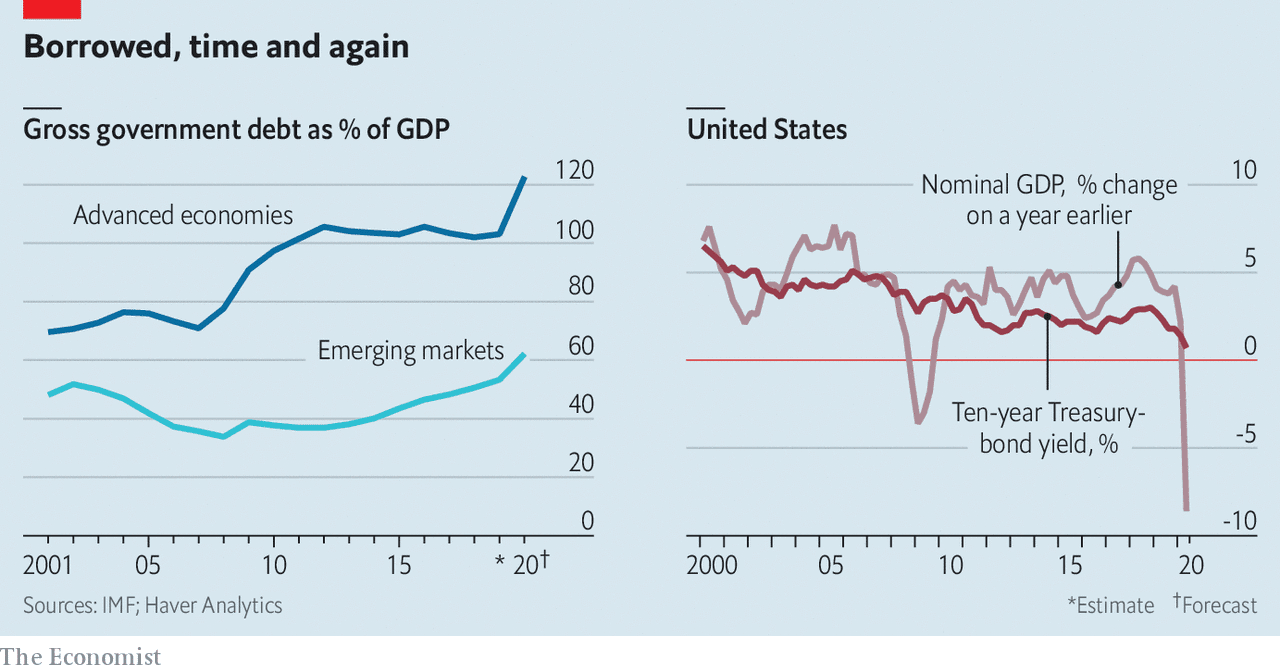 Borrowed, time and again
Gross government debt as % of GDP
120
Advanced economies
100
80
Emerging markets
60
40
20
0
2001 05 10 15 * 20†
United States
10
Nominal GDP, % change
on a year earlier
5
0
Ten-year Treasury-
bond yield, %
-5
-10
2000 05 10 15 20
Sources: IMF; Haver Analytics
*Estimate †Forecast
The Economist